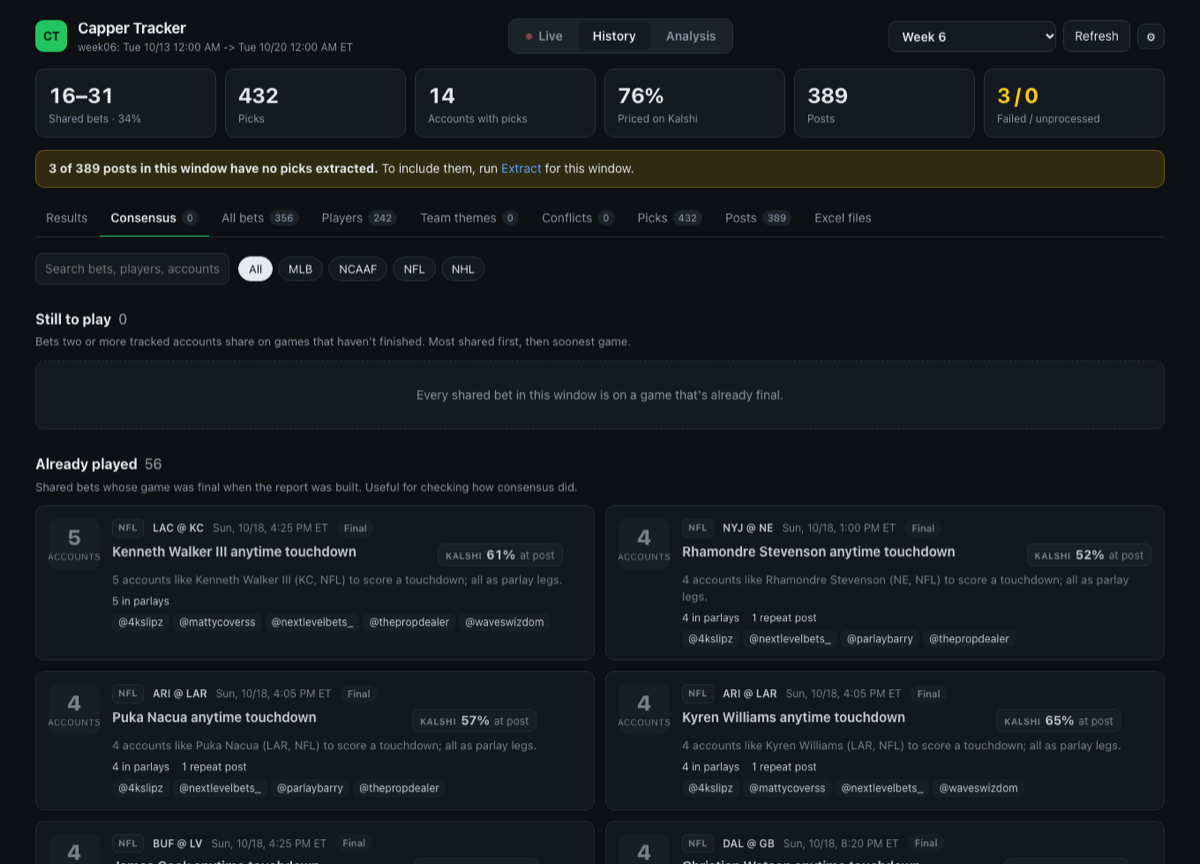 CT
Capper Tracker
week06: Tue 10/13 12:00 AM -> Tue 10/20 12:00 AM ET
Live
History
Analysis
Week 6
Refresh
16–31
Shared bets · 34%
432
Picks
14
Accounts with picks
76%
Priced on Kalshi
389
Posts
3 / 0
Failed / unprocessed
3 of 389 posts in this window have no picks extracted. To include them, run Extract for this window.
Results
Consensus 0
All bets 356
Players 242
Team themes 0
Conflicts 0
Picks 432
Posts 389
Excel files
Search bets, players, accounts
All
MLB
NCAAF
NFL
NHL
Still to play 0
Bets two or more tracked accounts share on games that haven't finished. Most shared first, then soonest game.
Every shared bet in this window is on a game that's already final.
Already played 56
Shared bets whose game was final when the report was built. Useful for checking how consensus did.
5
ACCOUNTS
NFL LAC @ KC Sun, 10/18, 4:25 PM ET Final
Kenneth Walker III anytime touchdown
KALSHI 61% at post
5 accounts like Kenneth Walker III (KC, NFL) to score a touchdown; all as parlay legs.
5 in parlays
@4kslipz @mattycoverss @nextlevelbets_ @thepropdealer @waveswizdom
4
ACCOUNTS
NFL NYJ @ NE Sun, 10/18, 1:00 PM ET Final
Rhamondre Stevenson anytime touchdown
KALSHI 52% at post
4 accounts like Rhamondre Stevenson (NE, NFL) to score a touchdown; all as parlay
legs.
4 in parlays 1 repeat post
@4kslipz @nextlevelbets_ @parlaybarry @thepropdealer
4
ACCOUNTS
NFL ARI @ LAR Sun, 10/18, 4:05 PM ET Final
Puka Nacua anytime touchdown
KALSHI 57% at post
4 accounts like Puka Nacua (LAR, NFL) to score a touchdown; all as parlay legs.
4 in parlays 1 repeat post
@4kslipz @nextlevelbets_ @parlaybarry @thepropdealer
4
ACCOUNTS
NFL ARI @ LAR Sun, 10/18, 4:05 PM ET Final
Kyren Williams anytime touchdown
KALSHI 65% at post
4 accounts like Kyren Williams (LAR, NFL) to score a touchdown; all as parlay legs.
4 in parlays 1 repeat post
@4kslipz @mattycoverss @nextlevelbets_ @waveswizdom
4
NFL BUF @ LV Sun, 10/18, 4:25 PM ET Final
4
NFL DAL @ GB Sun, 10/18, 8:20 PM ET Final